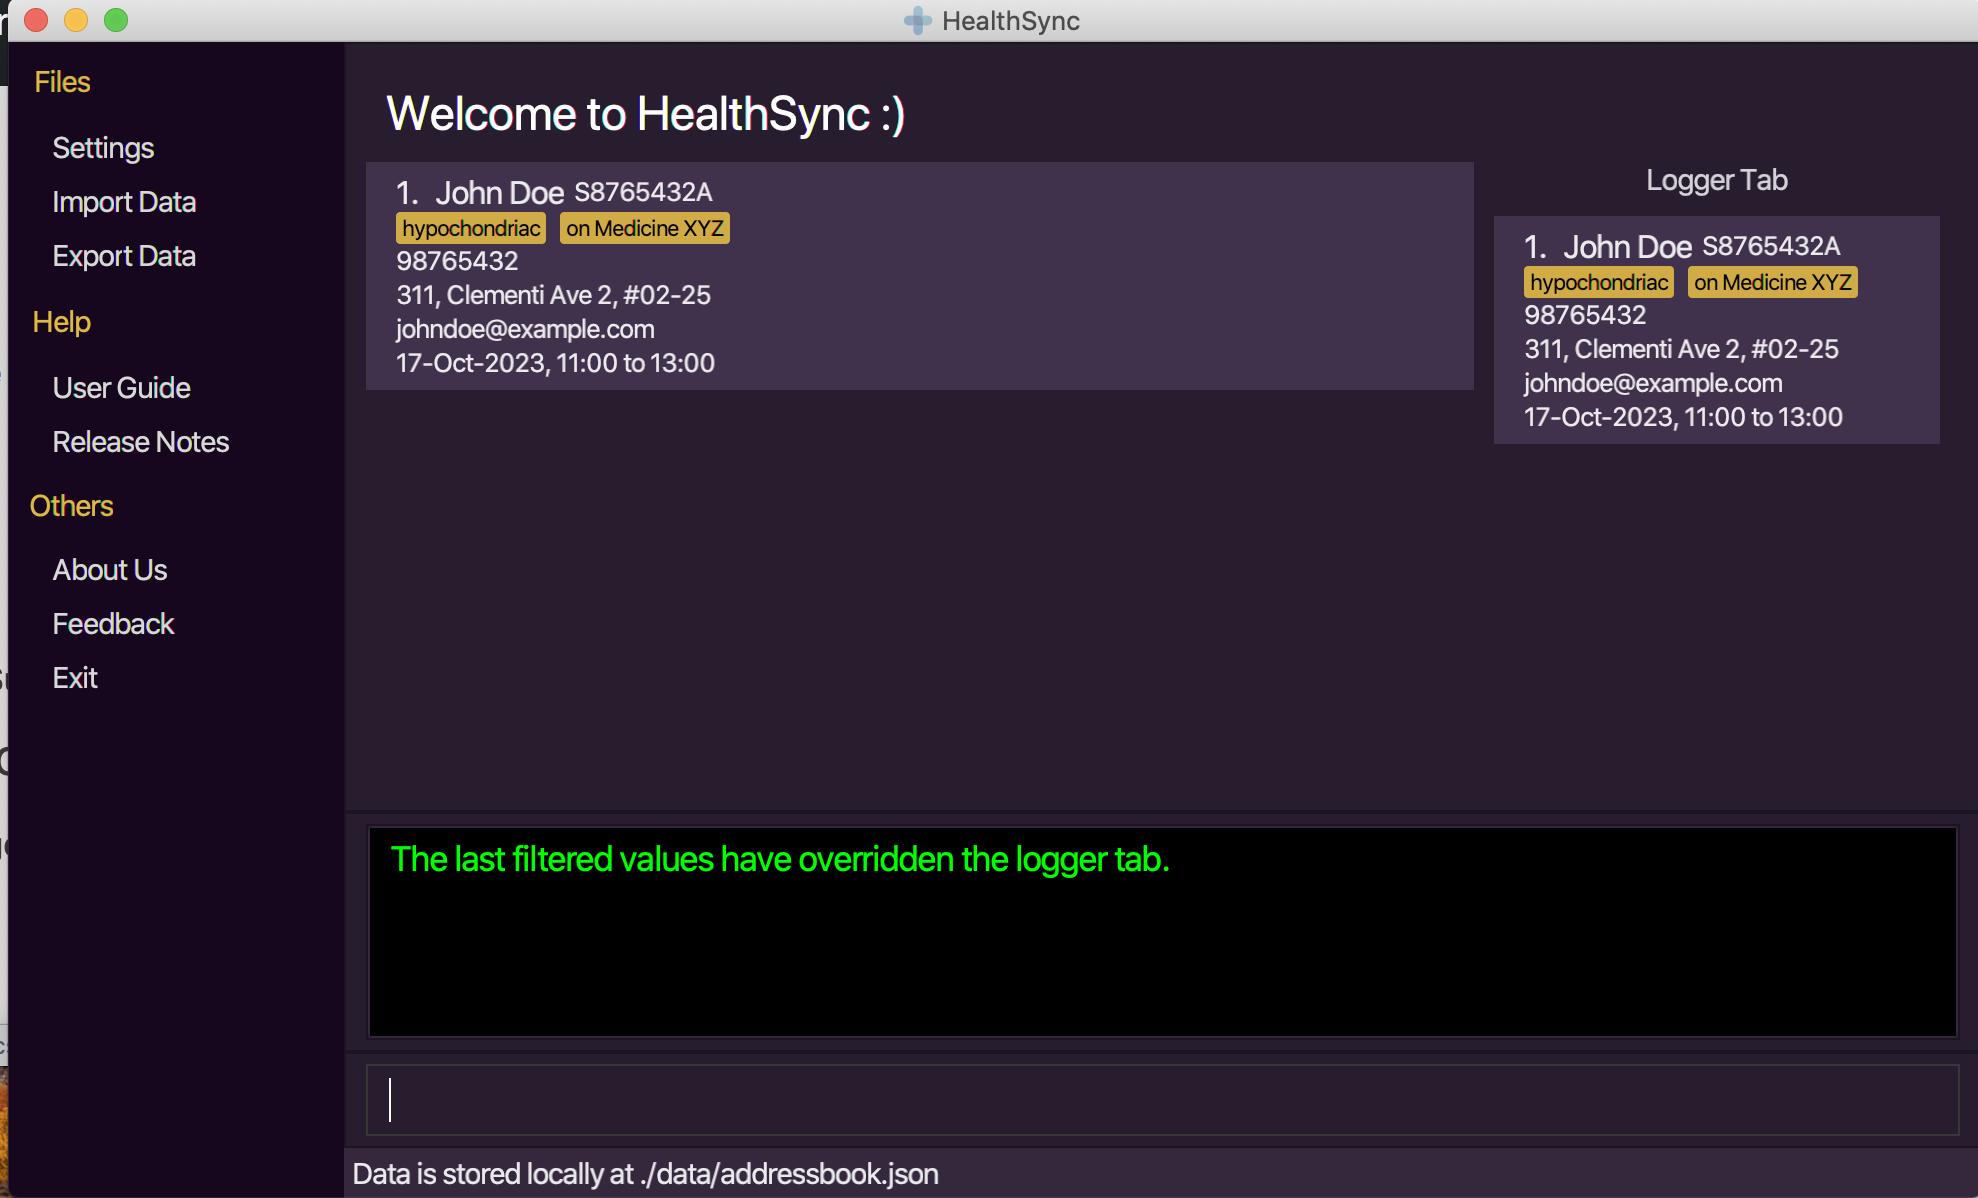 HealthSync
Files
Settings
Import Data
Export Data
Help
User Guide
Release Notes
Others
About Us
Feedback
Exit
Welcome to HealthSync :)
1. John Doe S8765432A
hypochondriac on Medicine XYZ
98765432
311, Clementi Ave 2, #02-25
johndoe@example.com
17-Oct-2023, 11:00 to 13:00
Logger Tab
1. John Doe S8765432A
hypochondriac on Medicine XYZ
98765432
311, Clementi Ave 2, #02-25
johndoe@example.com
17-Oct-2023, 11:00 to 13:00
The last filtered values have overridden the logger tab.
Data is stored locally at ./data/addressbook.json